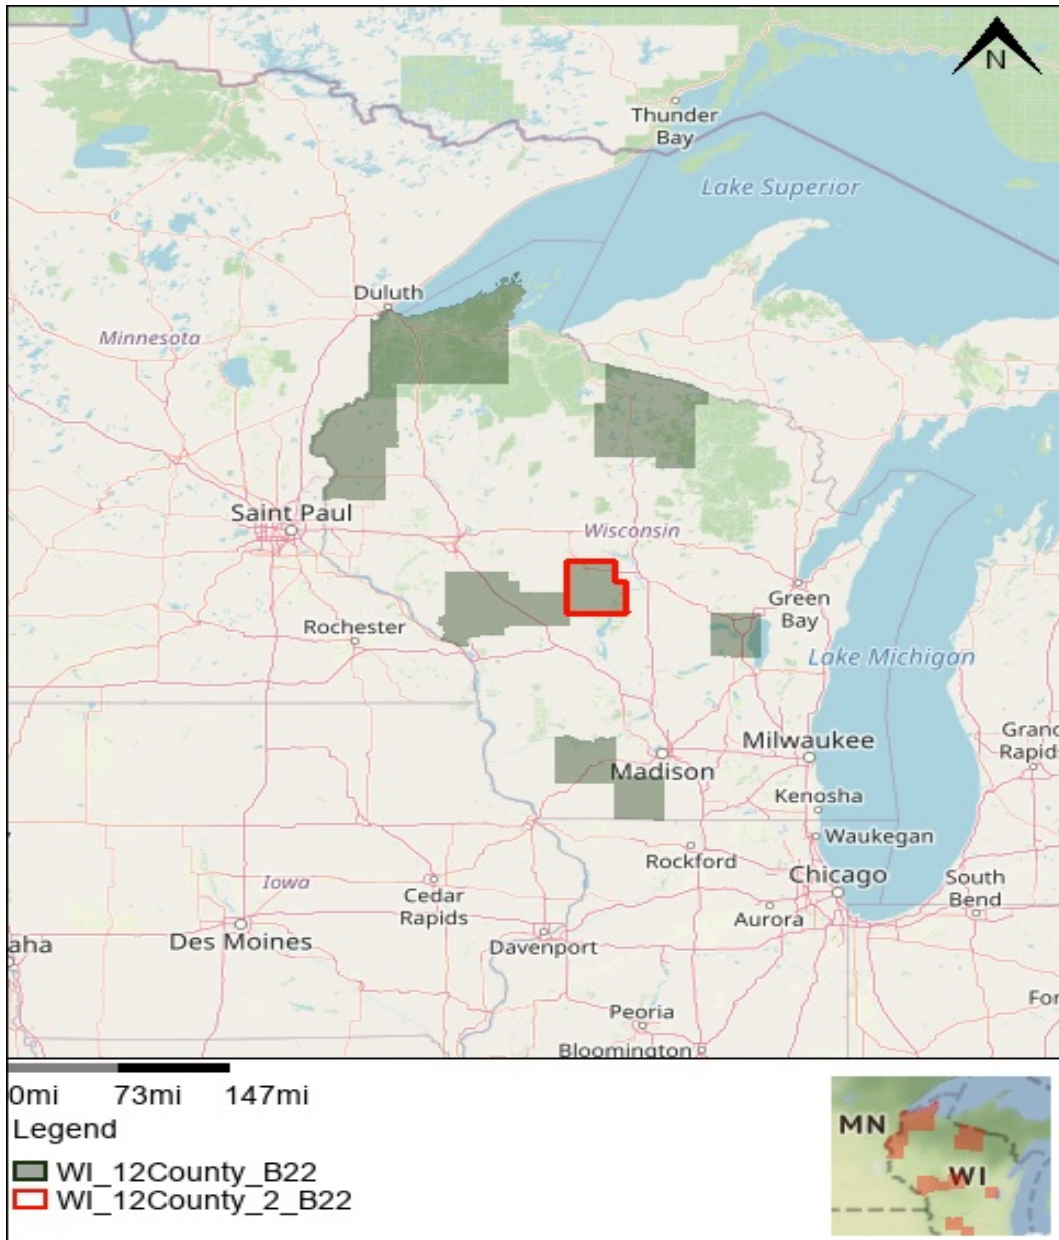 N
Thunder
Bay
Lake Superior
Duluth
Minnesota
Saint Paul
Wisconsin
Green
Bay
Rochester
Lake Michigan
Grand
Rapids
Milwaukee
Madison
Kenosha
Waukegan
Rockford
Chicago
South
Bend
Iowa
Cedar
Rapids
Aurora
aha
Des Moines
Davenport
For
Peoria
Bloomington
0mi 73mi 147mi
Legend
WI_12County_B22
WI_12County_2_B22
MN
WI